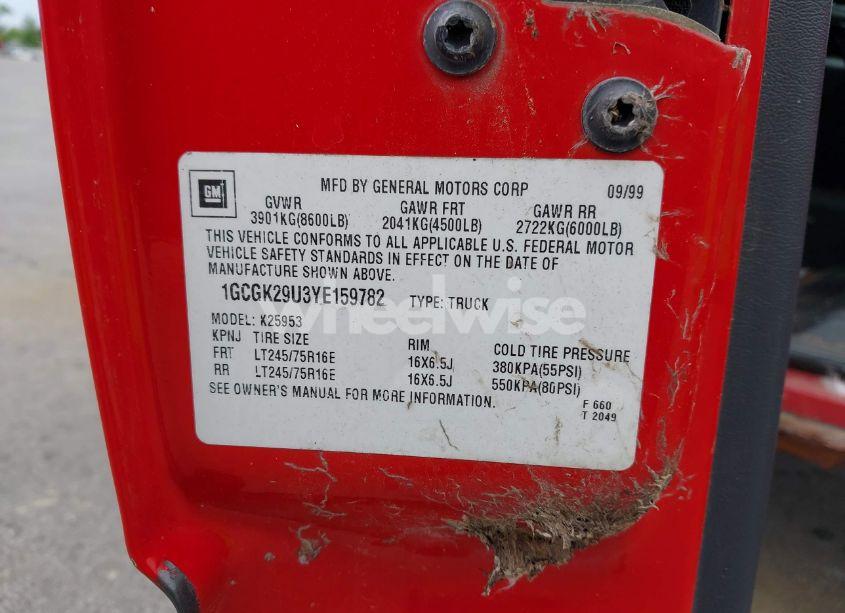 GM
MFD BY GENERAL MOTORS CORP 09/99
GVWR GAWR FRT GAWR RR
3901KG(8600LB) 2041KG(4500LB) 2722KG(6000LB)
THIS VEHICLE CONFORMS TO ALL APPLICABLE U.S. FEDERAL MOTOR
VEHICLE SAFETY STANDARDS IN EFFECT ON THE DATE OF
MANUFACTURE SHOWN ABOVE.
1GCGK29U3YE159782 TYPE: TRUCK
wheelwise
MODEL: K25953
KPNJ TIRE SIZE RIM COLD TIRE PRESSURE
FRT LT245/75R16E 16X6.5J 380KPA(55PSI)
RR LT245/75R16E 16X6.5J 550KPA(80PSI)
SEE OWNER'S MANUAL FOR MORE INFORMATION.
F 660
T 2049